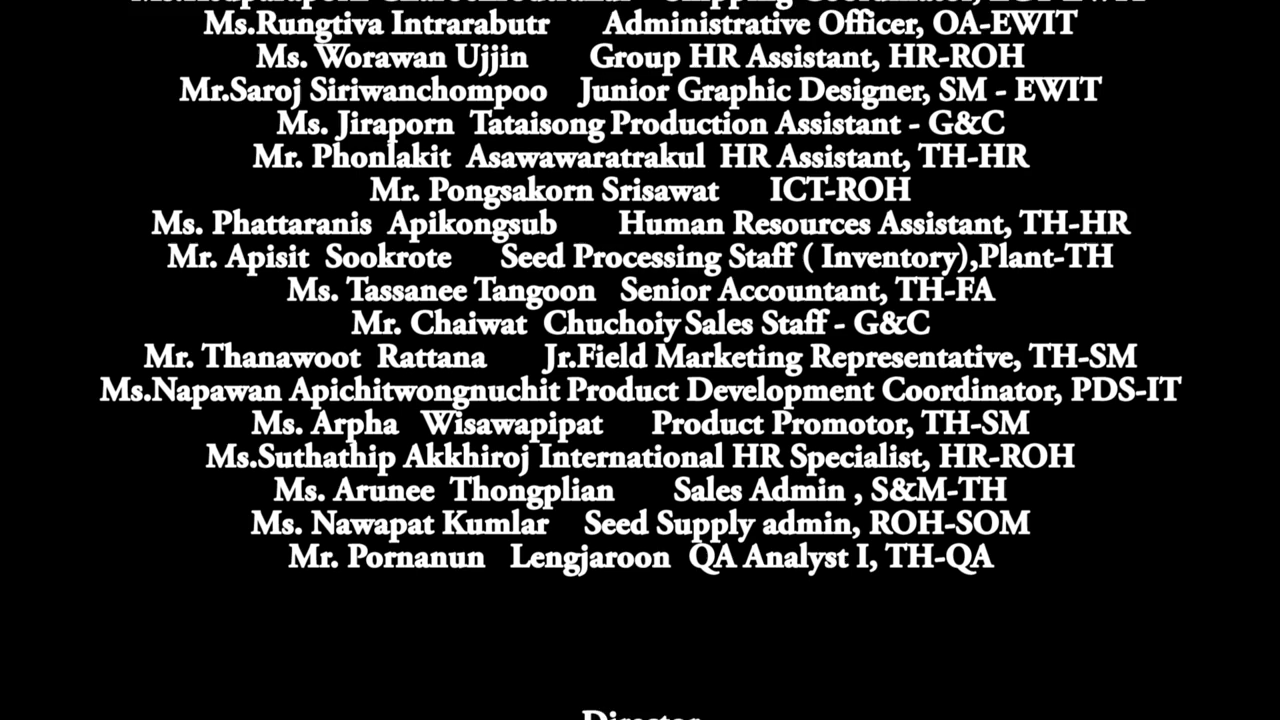 Ms.Rungtiva Intrarabutr Administrative Officer, OA-EWIT
Ms. Worawan Ujjin Group HR Assistant, HR-ROH
Mr.Saroj Siriwanchompoo Junior Graphic Designer, SM - EWIT
Ms. Jiraporn Tataisong Production Assistant - G&C
Mr. Phonlakit Asawawaratrakul HR Assistant, TH-HR
Mr. Pongsakorn Srisawat ICT-ROH
Ms. Phattaranis Apikongsub Human Resources Assistant, TH-HR
Mr. Apisit Sookrote Seed Processing Staff ( Inventory),Plant-TH
Ms. Tassanee Tangoon Senior Accountant, TH-FA
Mr. Chaiwat Chuchoiy Sales Staff - G&C
Mr. Thanawoot Rattana Jr.Field Marketing Representative, TH-SM
Ms.Napawan Apichitwongnuchit Product Development Coordinator, PDS-IT
Ms. Arpha Wisawapipat Product Promotor, TH-SM
Ms.Suthathip Akkhiroj International HR Specialist, HR-ROH
Ms. Arunee Thongplian Sales Admin , S&M-TH
Ms. Nawapat Kumlar Seed Supply admin, ROH-SOM
Mr. Pornanun Lengjaroon QA Analyst I, TH-QA
Director